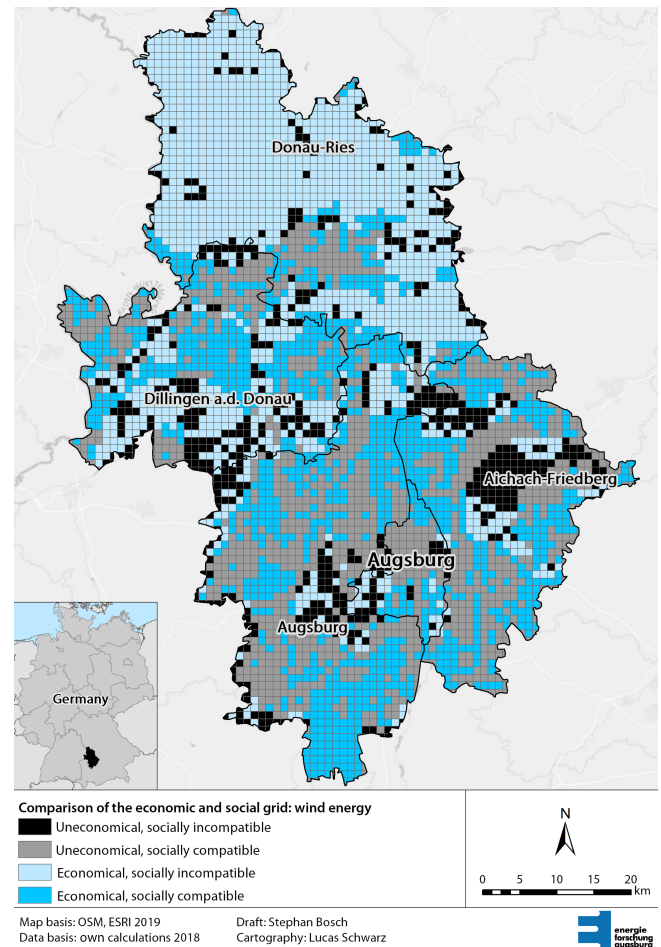 Donau-Ries
Dillingen a.d. Donau
Aichach-Friedberg
Augsburg
Augsburg
Germany
Comparison of the economic and social grid: wind energy
Uneconomical, socially incompatible
Uneconomical, socially compatible
Economical, socially incompatible
Economical, socially compatible
N
0 5 10 15 20
km
Map basis: OSM, ESRI 2019
Data basis: own calculations 2018
Draft: Stephan Bosch
Cartography: Lucas Schwarz
energie
forschung
augsburg